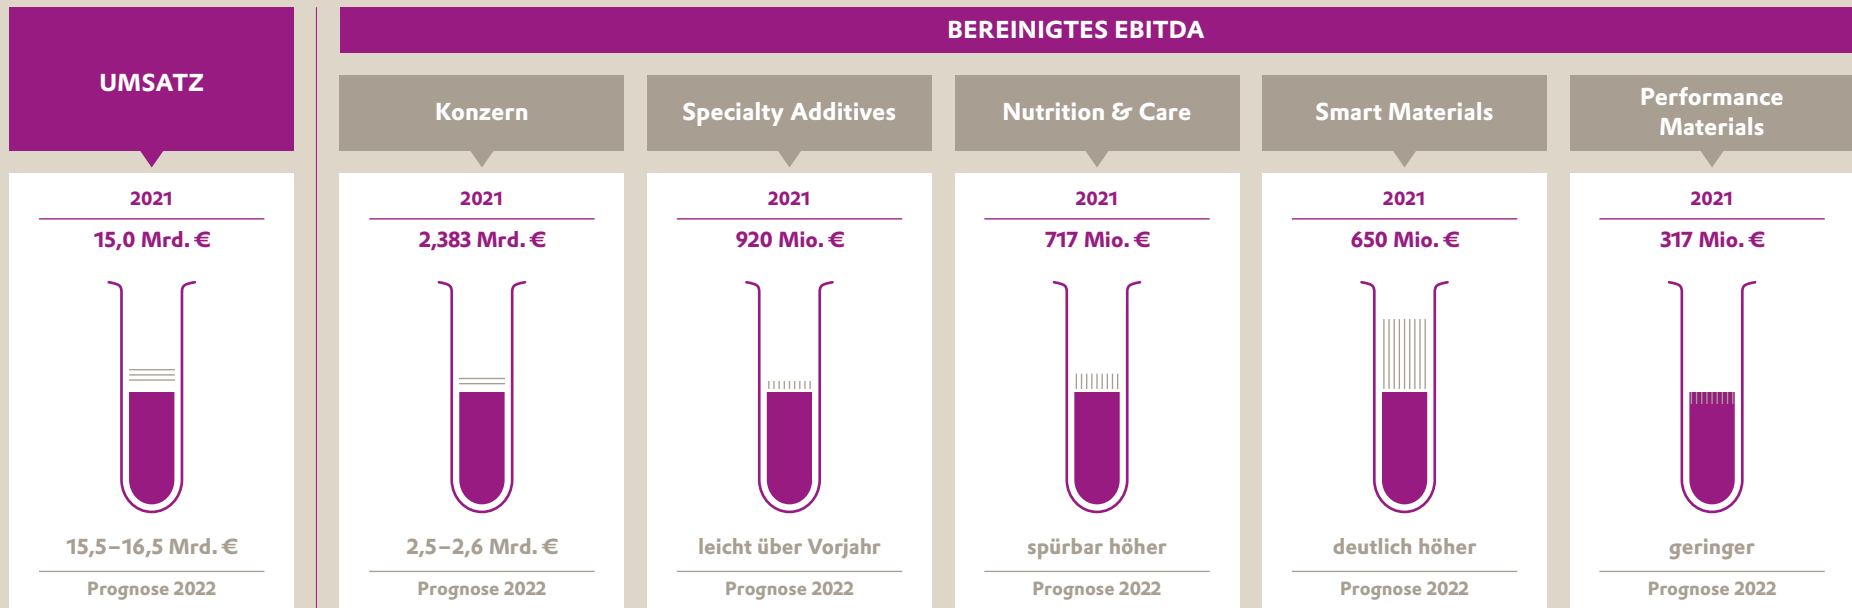 UMSATZ
2021
15,0 Mrd. €
15,5–16,5 Mrd. €
Prognose 2022
BEREINIGTES EBITDA
Konzern
2021
2,383 Mrd. €
2,5–2,6 Mrd. €
Prognose 2022
Specialty Additives
2021
920 Mio. €
leicht über Vorjahr
Prognose 2022
Nutrition & Care
2021
717 Mio. €
spürbar höher
Prognose 2022
Smart Materials
2021
650 Mio. €
deutlich höher
Prognose 2022
Performance
Materials
2021
317 Mio. €
geringer
Prognose 2022